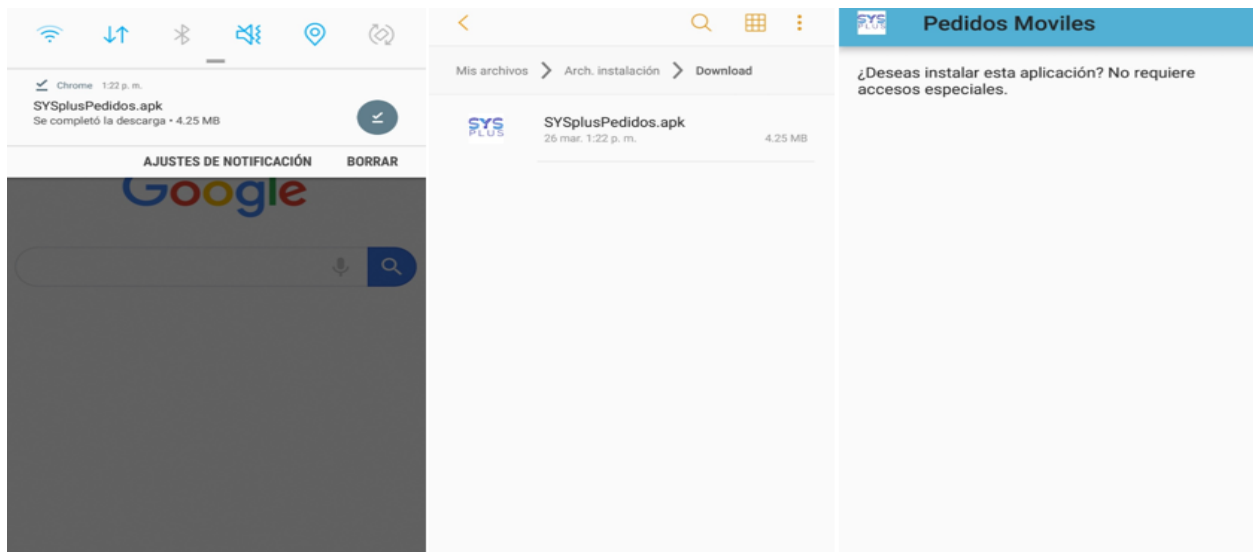 Chrome 1:22 p. m.
SYSplusPedidos.apk
Se completó la descarga • 4.25 MB
AJUSTES DE NOTIFICACIÓN BORRAR
Google
Mis archivos > Arch. instalación > Download
SYS
PLUS
SYSplusPedidos.apk
26 mar. 1:22 p. m. 4.25 MB
SYS
PLUS
Pedidos Moviles
¿Deseas instalar esta aplicación? No requiere
accesos especiales.